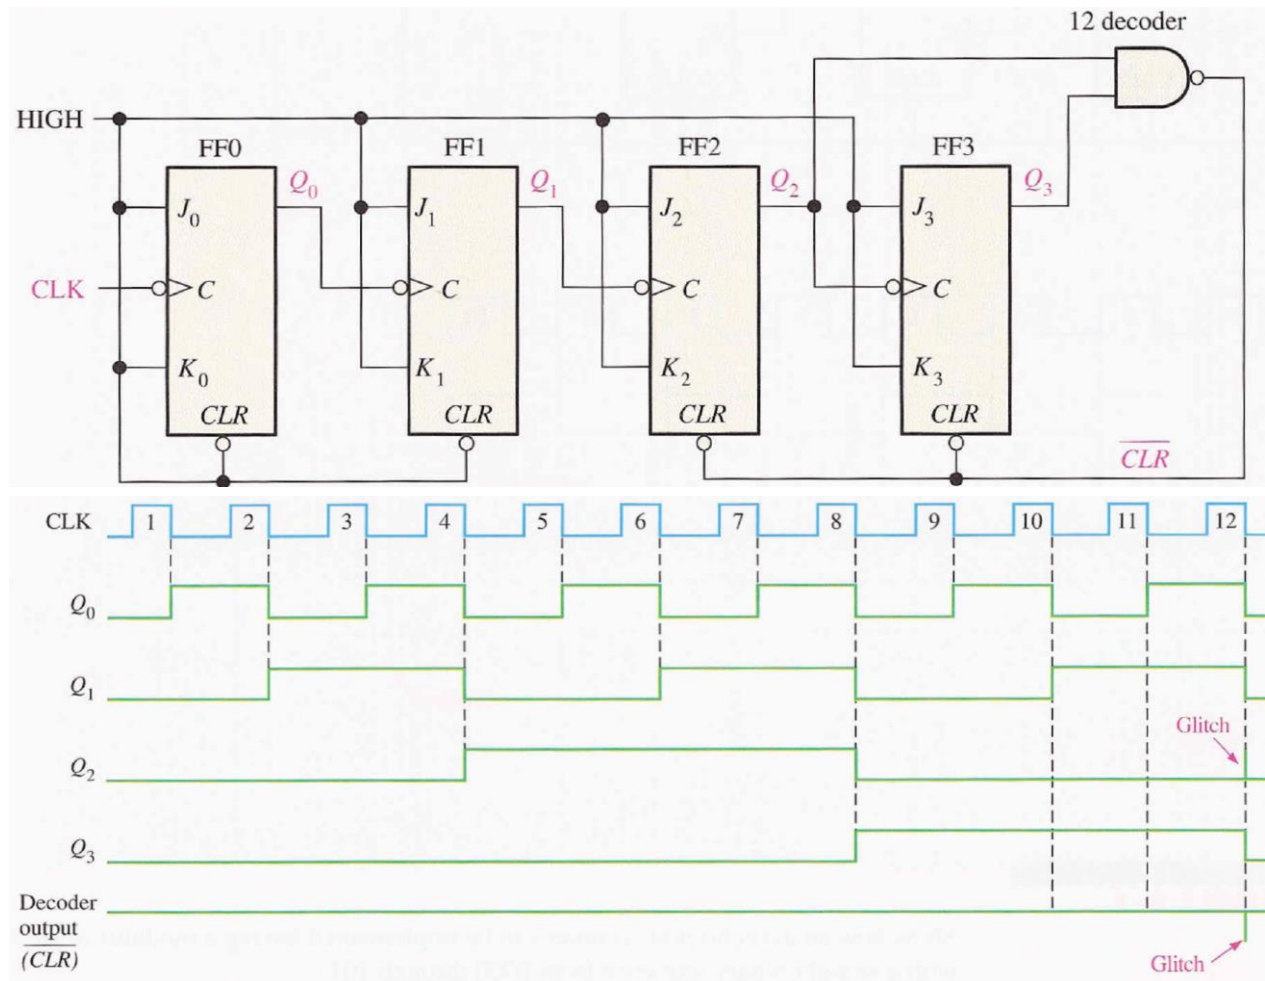 12 decoder
HIGH
FF0
FF1
FF2
FF3
Q0
Q1
Q2
Q3
J0
J1
J2
J3
CLK
C
C
C
C
K0
K1
K2
K3
CLR
CLR
CLR
CLR
CLR
CLK
1 2 3 4 5 6 7 8 9 10 11 12
Q0
Q1
Glitch
Q2
Q3
Decoder
output
(CLR)
Glitch